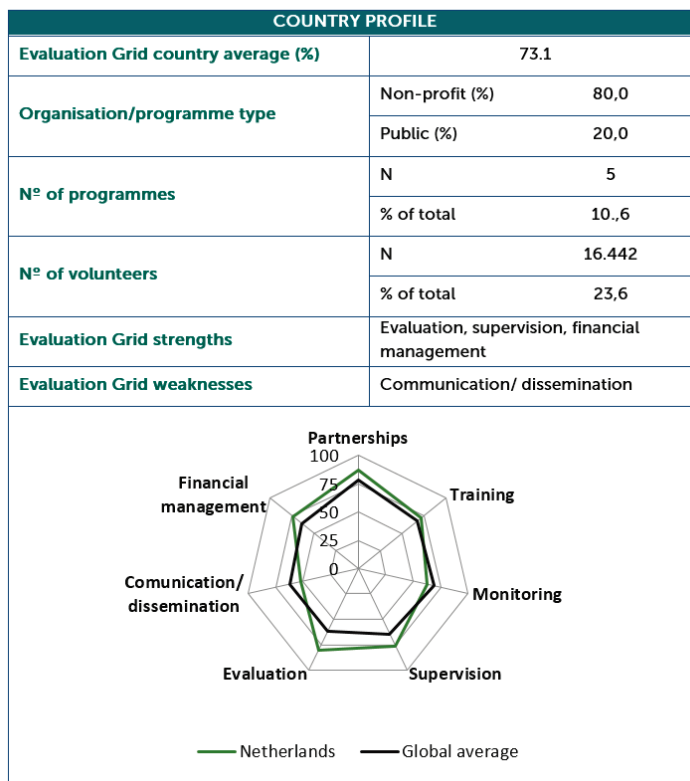 COUNTRY PROFILE
Evaluation Grid country average (%) 73.1
Organisation/programme type
Non-profit (%) 80,0
Public (%) 20,0
Nº of programmes
N 5
% of total 10.,6
Nº of volunteers
N 16.442
% of total 23,6
Evaluation Grid strengths
Evaluation, supervision, financial
management
Evaluation Grid weaknesses
Communication/ dissemination
Partnerships
100
75
50
25
0
Training
Monitoring
Supervision
Evaluation
Comunication/
dissemination
Financial
management
Netherlands
Global average